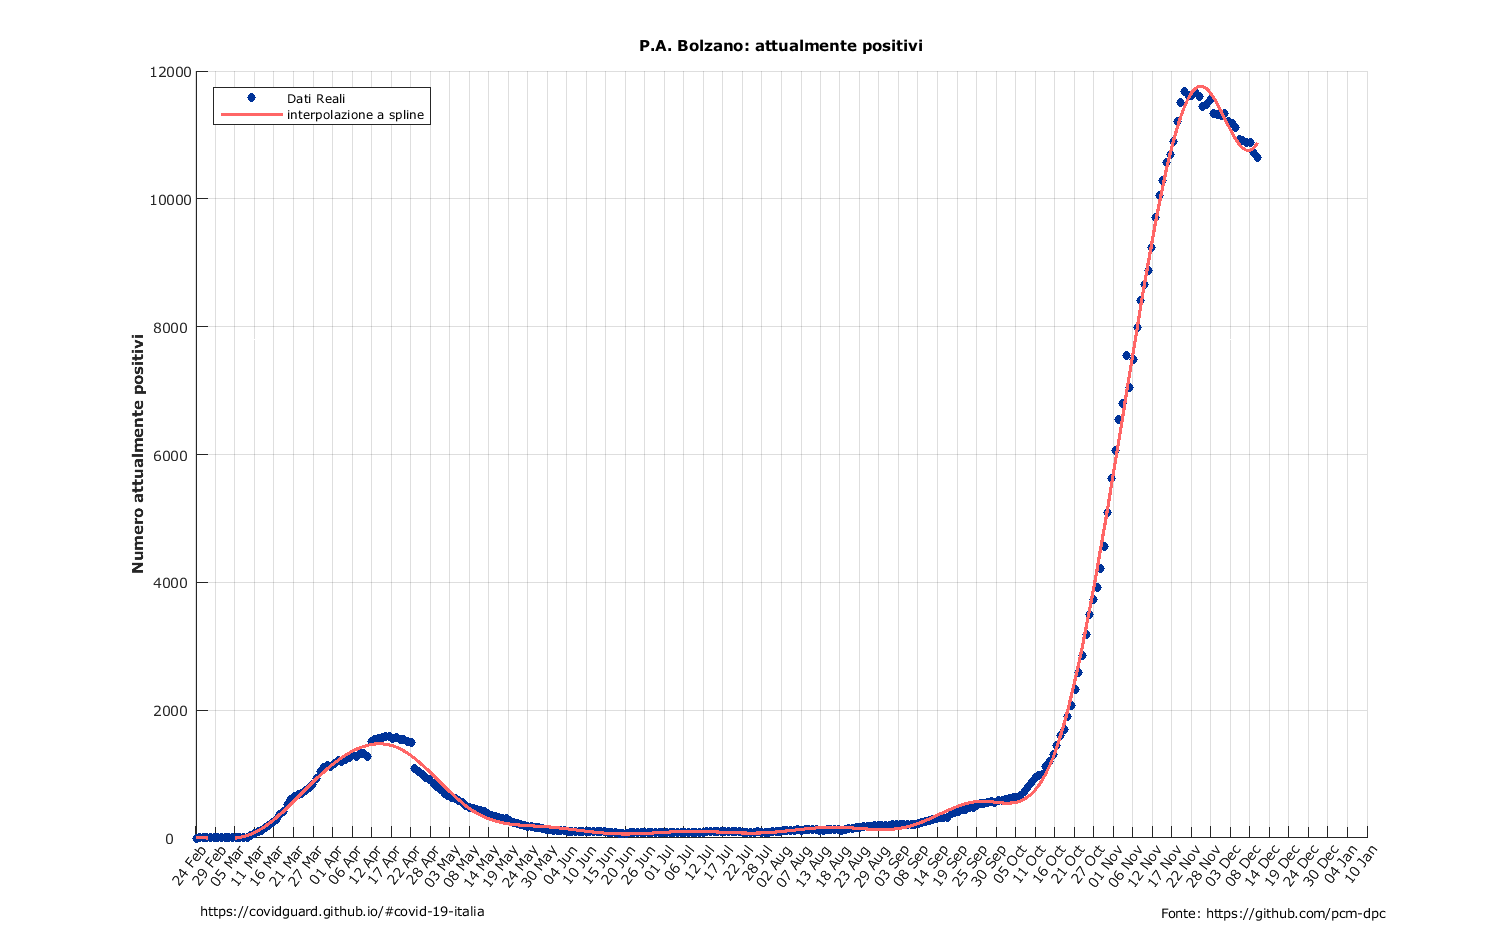 P.A. Bolzano: attualmente positivi
Dati Reali
interpolazione a spline
Numero attualmente positivi
12000
10000
8000
6000
4000
2000
0
24 Feb
29 Feb
05 Mar
11 Mar
16 Mar
21 Mar
27 Mar
01 Apr
06 Apr
12 Apr
17 Apr
22 Apr
28 Apr
03 May
08 May
14 May
19 May
24 May
30 May
04 Jun
10 Jun
15 Jun
20 Jun
26 Jun
01 Jul
06 Jul
12 Jul
17 Jul
22 Jul
28 Jul
02 Aug
07 Aug
13 Aug
18 Aug
23 Aug
29 Aug
03 Sep
08 Sep
14 Sep
19 Sep
25 Sep
30 Sep
05 Oct
11 Oct
16 Oct
21 Oct
27 Oct
01 Nov
06 Nov
12 Nov
17 Nov
22 Nov
28 Nov
03 Dec
08 Dec
14 Dec
19 Dec
24 Dec
30 Dec
04 Jan
10 Jan
https://covidguard.github.io/#covid-19-italia
Fonte: https://github.com/pcm-dpc